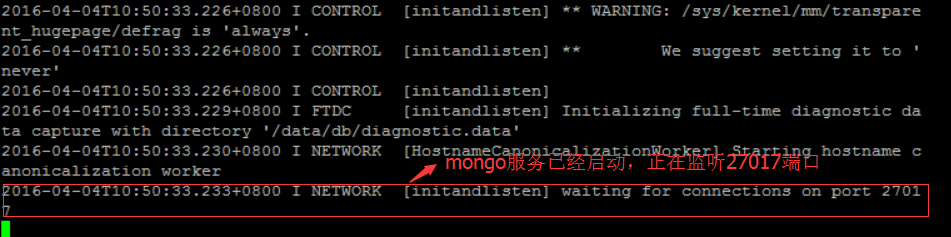 2016-04-04T10:50:33.226+0800 I CONTROL  [initandlisten] ** WARNING: /sys/kernel/mm/transpare
nt_hugepage/defrag is 'always'.
2016-04-04T10:50:33.226+0800 I CONTROL  [initandlisten] **        We suggest setting it to '
never'
2016-04-04T10:50:33.226+0800 I CONTROL  [initandlisten]
2016-04-04T10:50:33.229+0800 I FTDC     [initandlisten] Initializing full-time diagnostic da
ta capture with directory '/data/db/diagnostic.data'
2016-04-04T10:50:33.230+0800 I NETWORK  [HostnameCanonicalizationWorker] Starting hostname c
anonicalization worker
mongo服务已经启动，正在监听27017端口
2016-04-04T10:50:33.233+0800 I NETWORK  [initandlisten] waiting for connections on port 2701
7